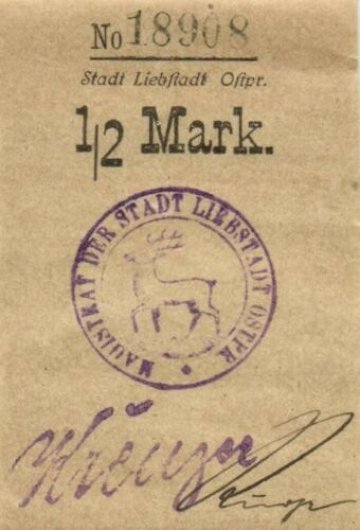 No 18908
Stadt Liebstadt Ostpr.
1/2 Mark.
MAGISTRAT DER STADT LIEBSTADT OSTPR